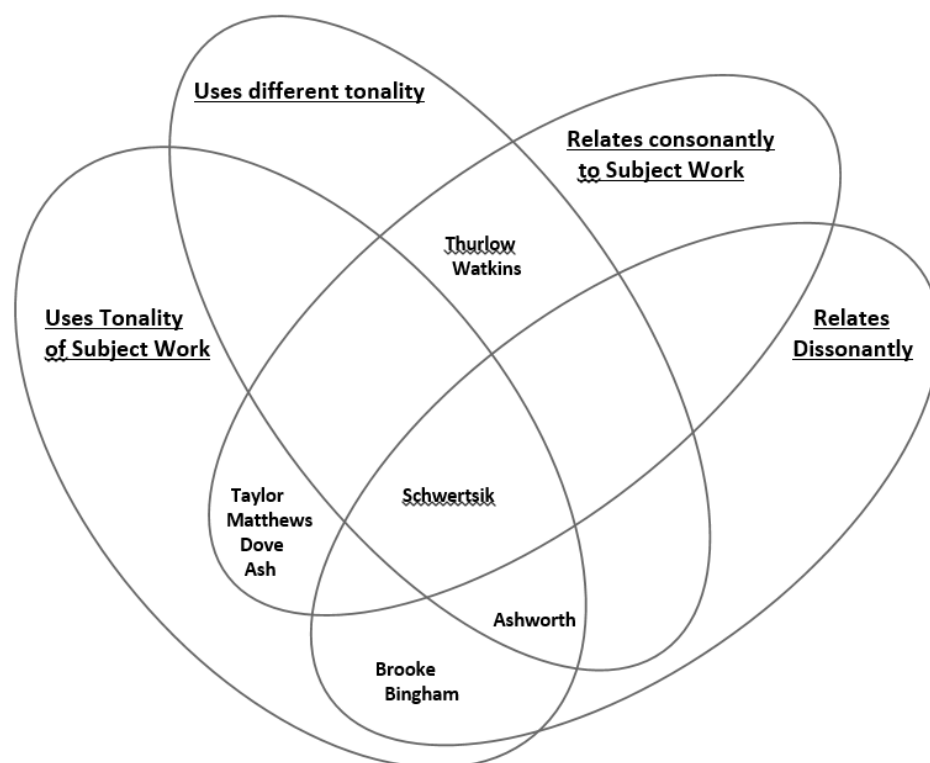 Uses different tonality
Relates consonantly
to Subject Work
Thurlow
Watkins
Uses Tonality
of Subject Work
Relates
Dissonantly
Taylor
Matthews
Dove
Ash
Schwertsik
Ashworth
Brooke
Bingham